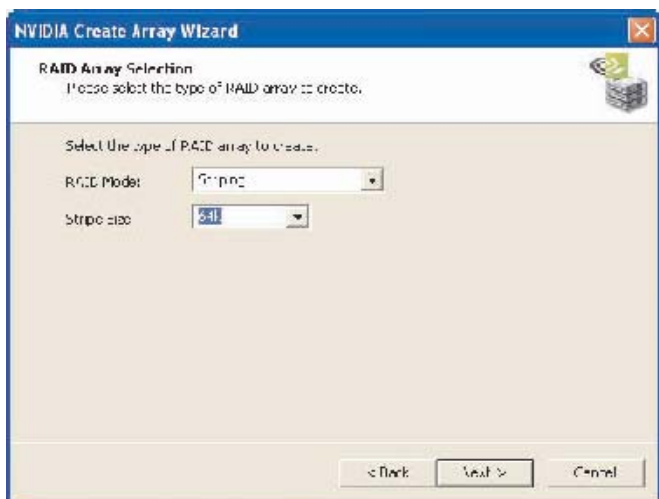 NVIDIA Create Array Wizard
RAID Array Selection
Please select the type of RAID array to create.
Select the type of RAID array to create.
RAID Mode: Striping
Stripe Size 64k
< Back Next > Cancel